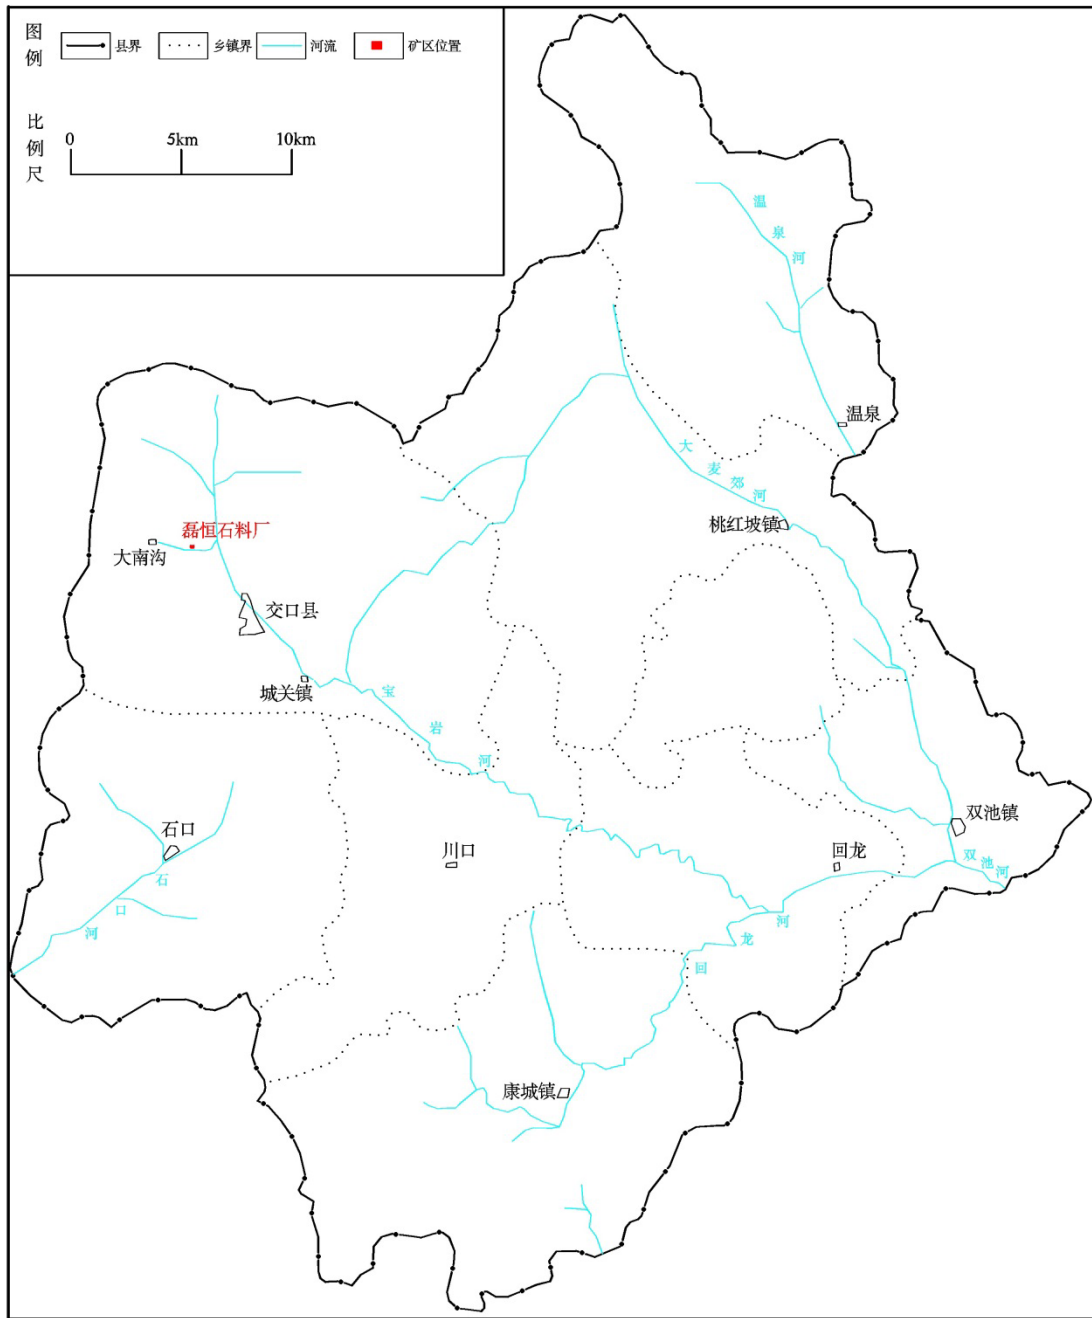 图例
县界
乡镇界
河流
矿区位置
比例尺
0
5km
10km
温泉河
温泉
大麦郊河
桃红坡镇
磊恒石料厂
大南沟
交口县
城关镇
宝岩河
石口
石口河
川口
回龙
双池镇
双池河
回龙河
康城镇